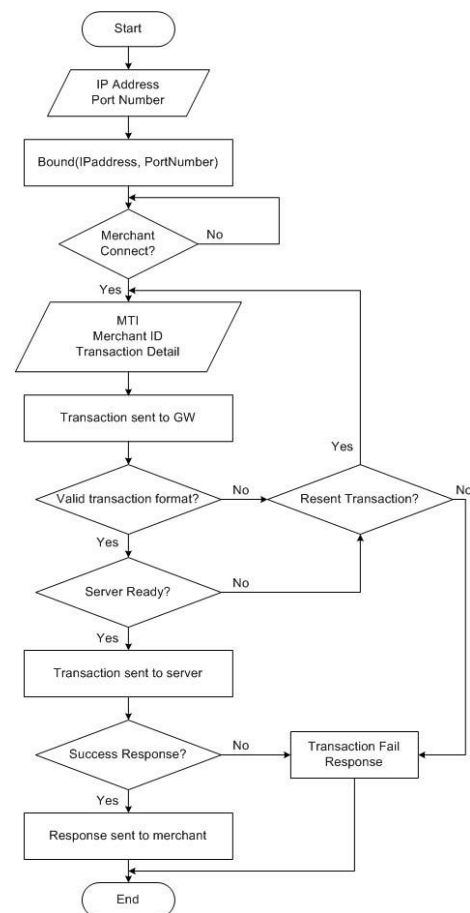 Start
IP Address
Port Number
Bound(IPaddress, PortNumber)
Merchant
Connect?
No
Yes
MTI
Merchant ID
Transaction Detail
Transaction sent to GW
Yes
Valid transaction format?
No
Resent Transaction?
No
Yes
Server Ready?
No
Yes
Transaction sent to server
Success Response?
No
Transaction Fail
Response
Yes
Response sent to merchant
End